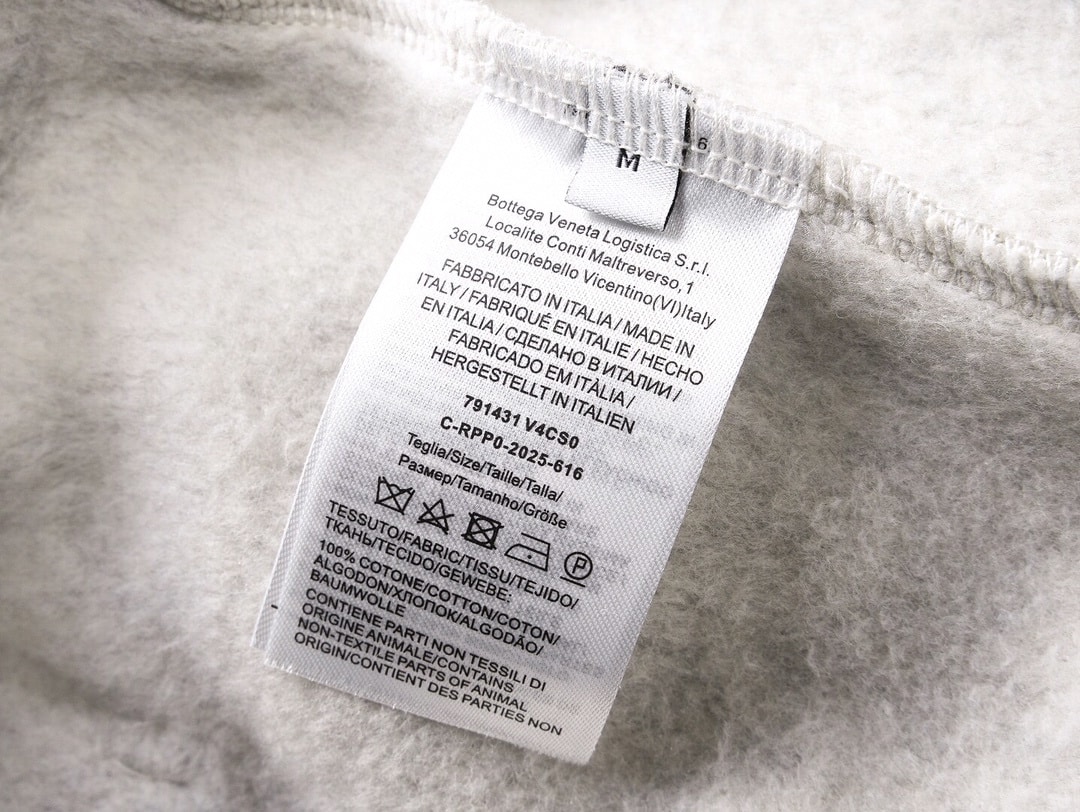 6
M
Bottega Veneta Logistica S.r.l.
Localite Conti Maltreverso,1
36054 Montebello Vicentino(VI)Italy
FABBRICATO IN ITALIA / MADE IN
ITALY / FABRIQUÉ EN ITALIE / HECHO
EN ITALIA / СДЕЛАНО В ИТАЛИИ /
FABRICADO EM ITÀLIA /
HERGESTELLT IN ITALIEN
791431 V4CS0
C-RPP0-2025-616
Teglia/Size/Taille/Talla/
Размер/Tamanho/Größe
P
TESSUTO/FABRIC/TISSU/TEJIDO/
ТКАНЬ/TECIDO/GEWEBE:
100% COTONE/COTTON/COTON/
ALGODON/ХЛОПОК/ALGODÃO/
BAUMWOLLE
CONTIENE PARTI NON TESSILI DI
ORIGINE ANIMALE/CONTAINS
NON-TEXTILE PARTS OF ANIMAL
ORIGIN/CONTIENT DES PARTIES NON